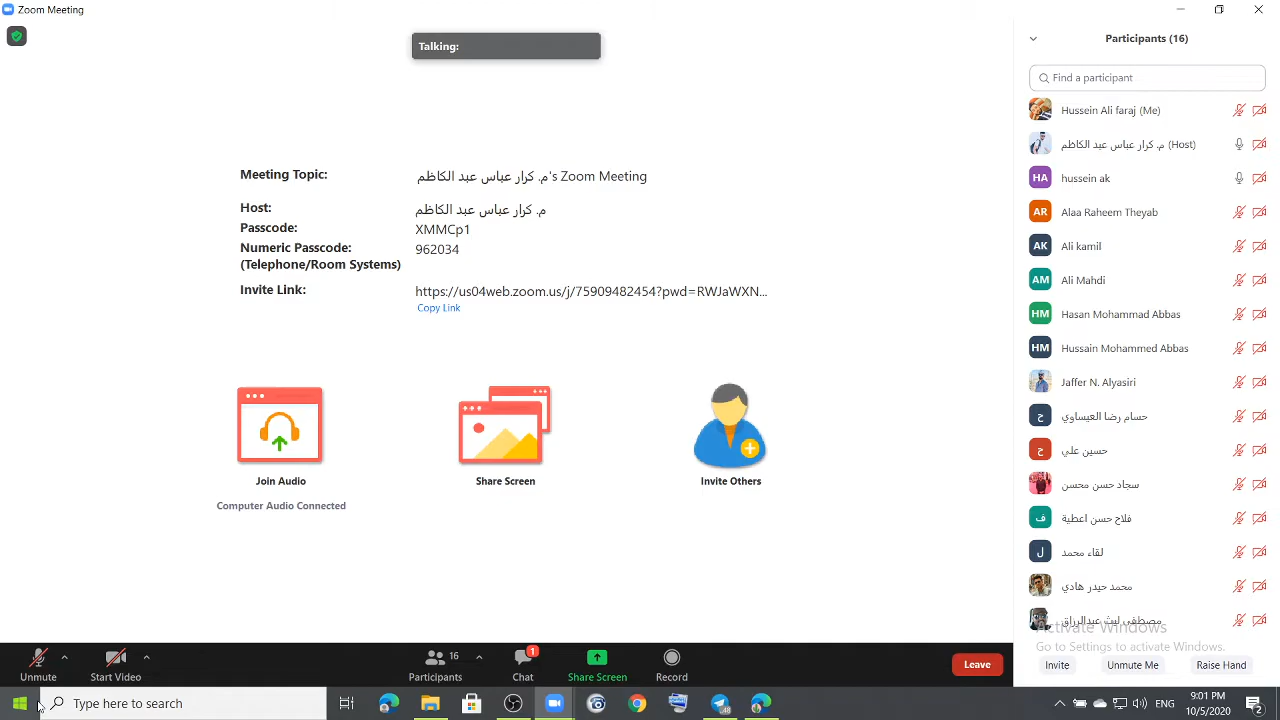 Zoom Meeting
Talking:
Meeting Topic: م. كرار عباس عبد الكاظم's Zoom Meeting
Host: م. كرار عباس عبد الكاظم
Passcode: XMMCp1
Numeric Passcode: 962034
(Telephone/Room Systems)
Invite Link: https://us04web.zoom.us/j/75909482454?pwd=RWJaWXN...
Copy Link
Join Audio
Computer Audio Connected
Share Screen
Invite Others
Participants (16)
Find a participant
Hussein Ali faraj (Me)
م. كرار عباس عبد الكاظم (Host)
HA hussein ak
AR Alaa Raheem Theyab
AK Ali kamil
AM Ali Mahdi
HM Hasan Mohammad Abbas
HM Hussain Mohammed Abbas
Jaffer N. Alyasiri
ح حسام رضا العيساوي
ح حسين علي
سجاد حسن محسن
ف فلاح حسن اعطية
ل لقاء محمد
محمد حيدر هادي
مصطفى ليث عبدالرزاق
Activate Windows
Go to Settings to activate Windows.
Invite Unmute Me Raise Hand
Unmute Start Video Participants 16 Chat 1 Share Screen Record Leave
Type here to search
48
ENG
9:01 PM
10/5/2020
2